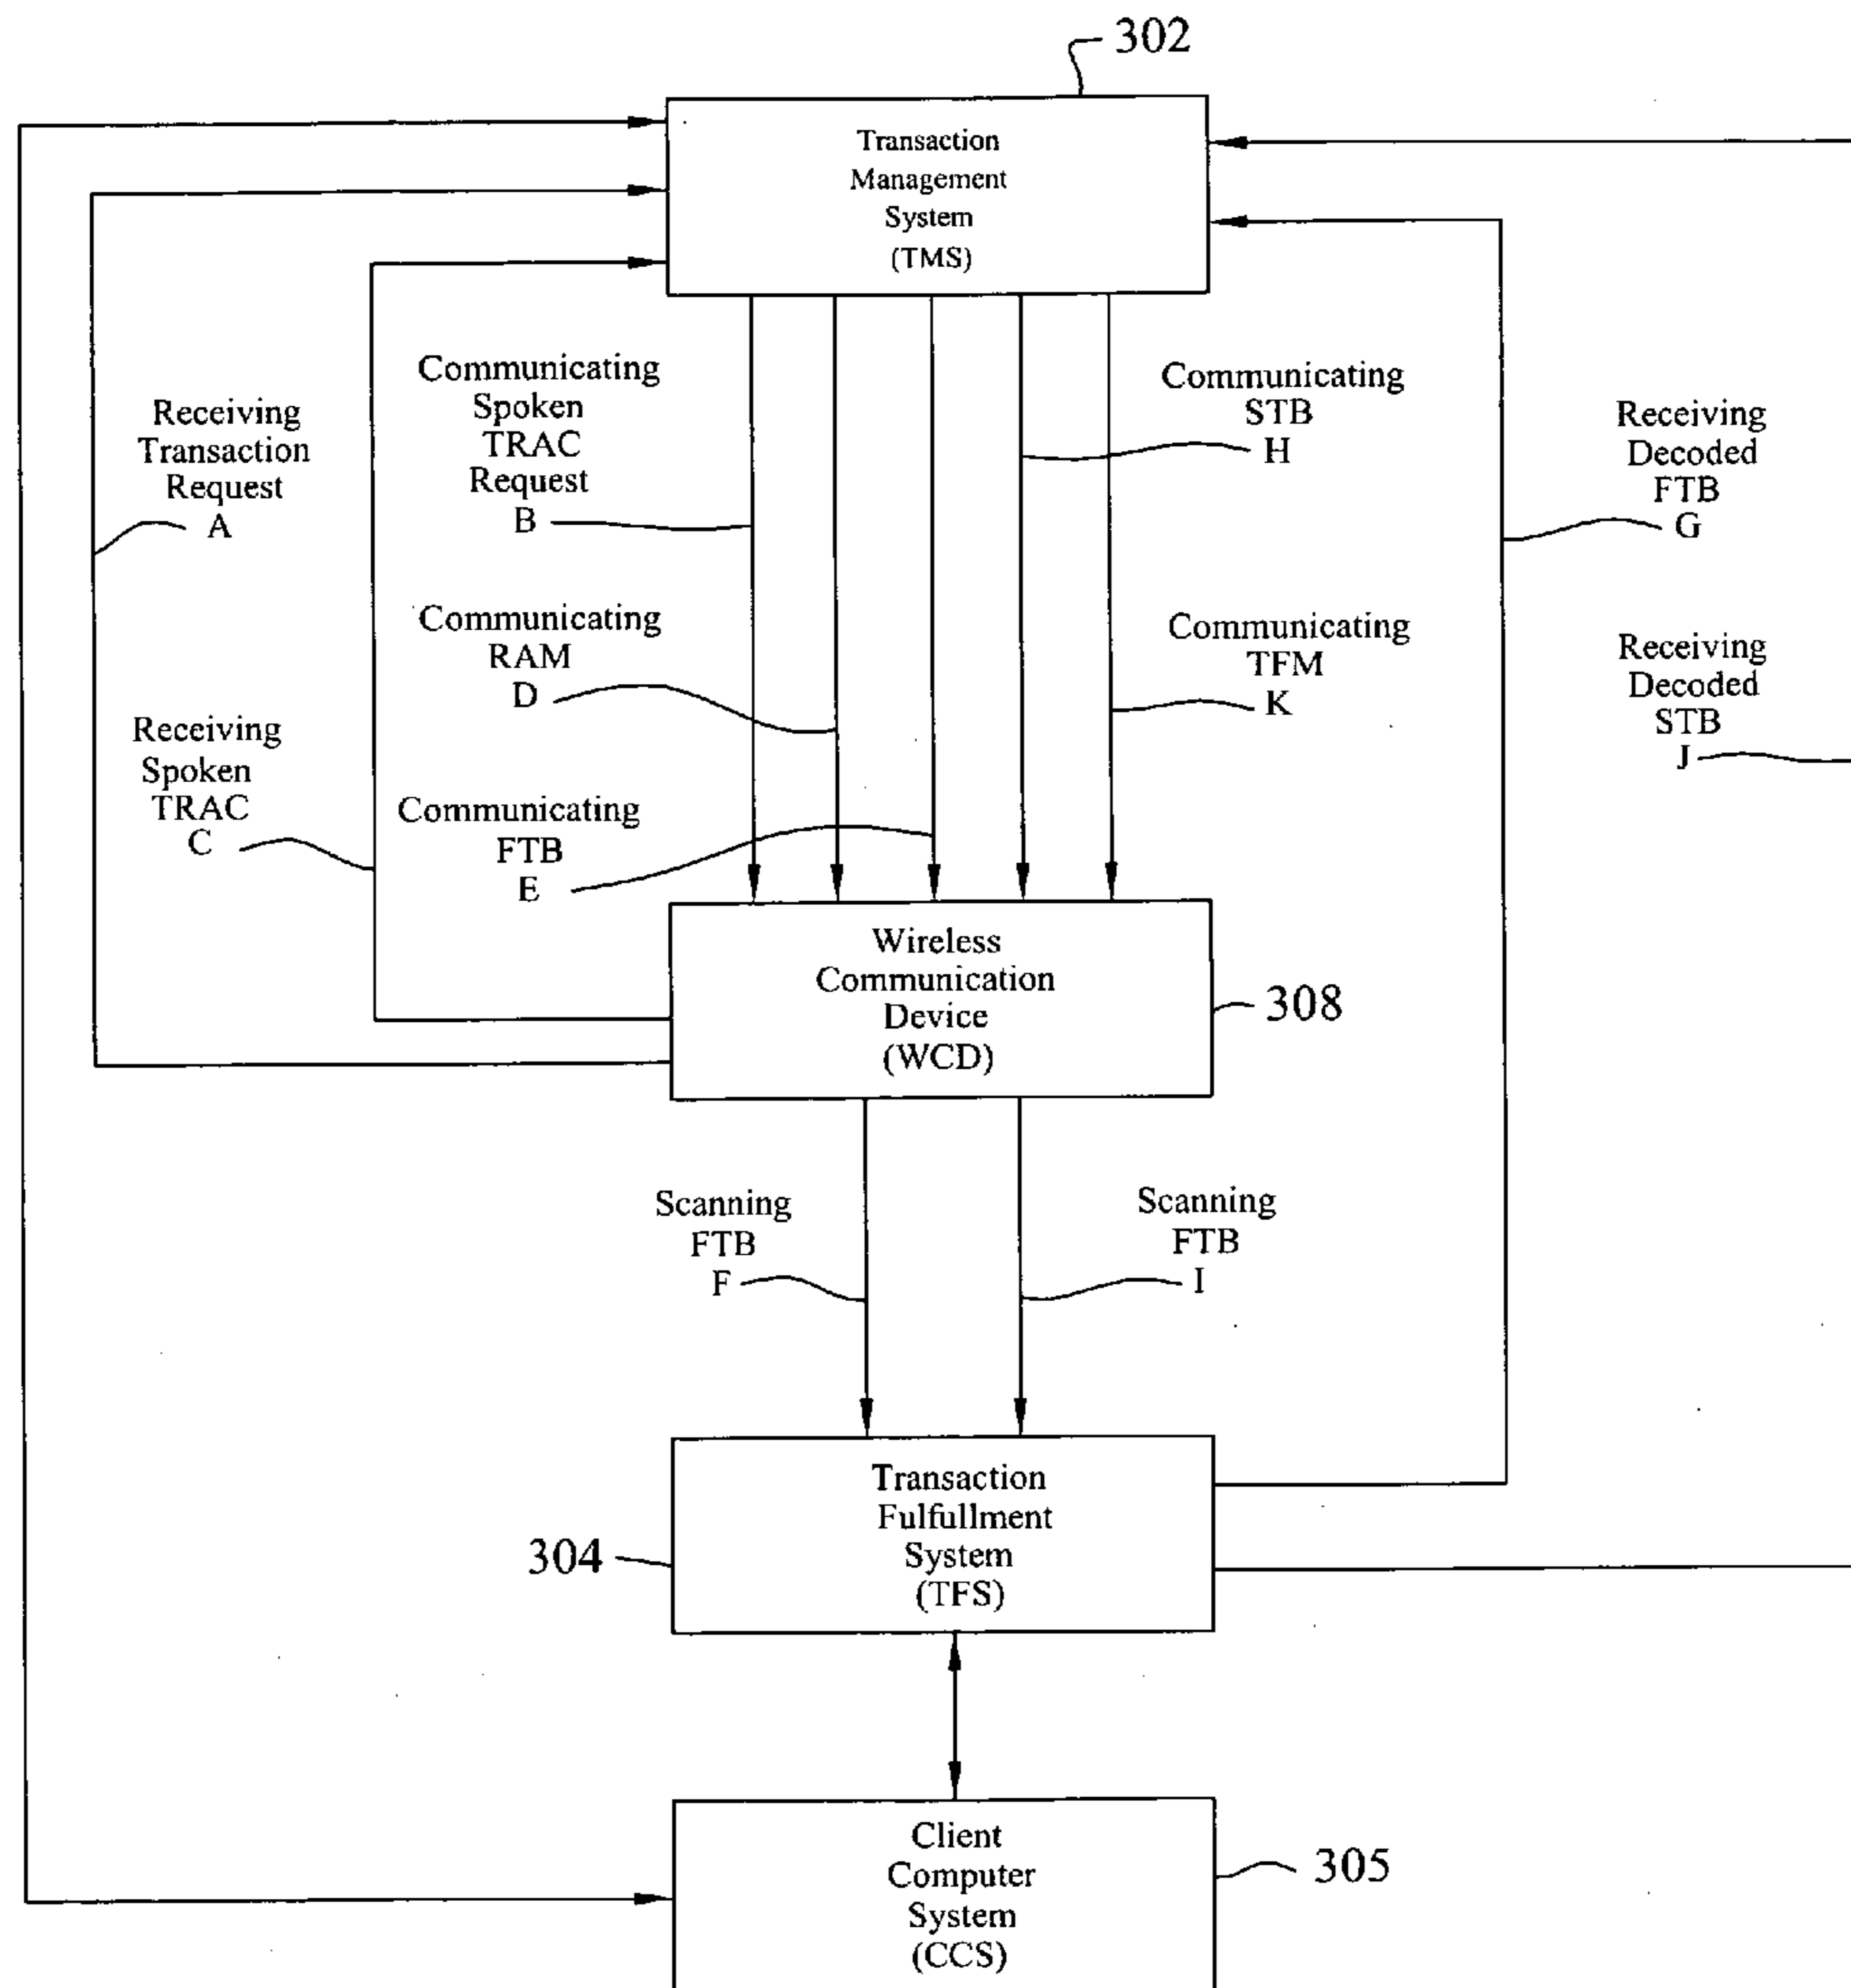 302
Transaction
Management
System
(TMS)
Communicating
Spoken
TRAC
Request
B
Communicating
STB
H
Receiving
Transaction
Request
A
Receiving
Decoded
FTB
G
Communicating
RAM
D
Communicating
TFM
K
Receiving
Decoded
STB
J
Receiving
Spoken
TRAC
C
Communicating
FTB
E
Wireless
Communication
Device
(WCD)
308
Scanning
FTB
F
Scanning
FTB
I
Transaction
Fulfullment
System
(TFS)
304
Client
Computer
System
(CCS)
305